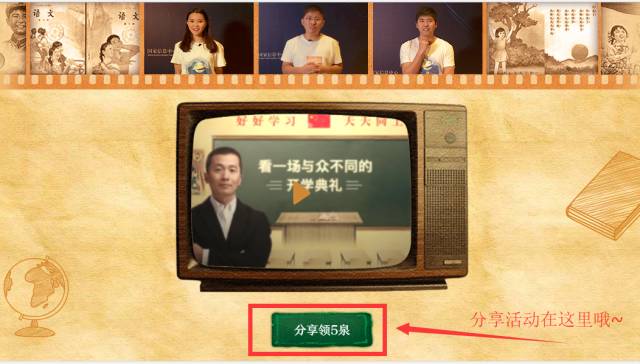 语文
语文
好好学习 天天向上
看一场与众不同的
开学典礼
分享领5泉
分享活动在这里哦~